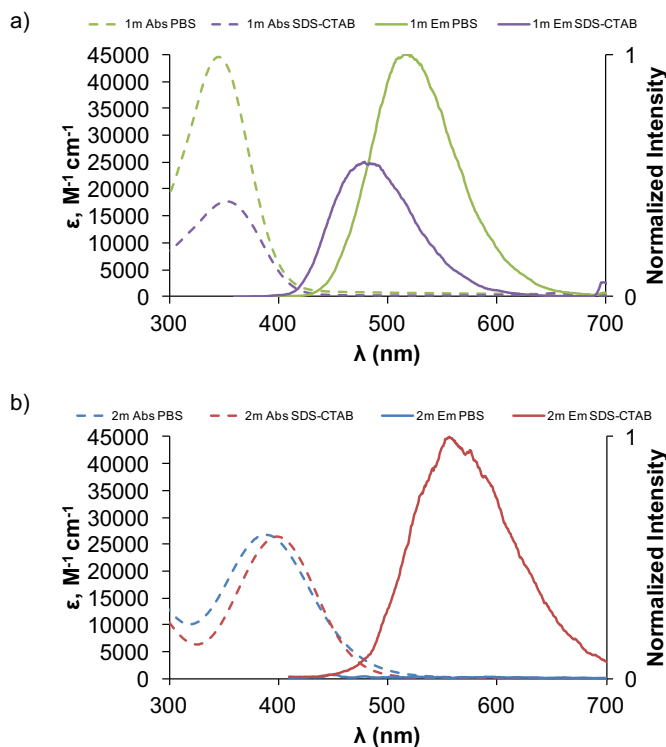 a)
1m Abs PBS 1m Abs SDS-CTAB 1m Em PBS 1m Em SDS-CTAB
45000
40000
35000
30000
25000
20000
15000
10000
5000
0
ε, M-1 cm-1
1
0
Normalized Intensity
300 400 500 600 700
λ (nm)
b)
2m Abs PBS 2m Abs SDS-CTAB 2m Em PBS 2m Em SDS-CTAB
45000
40000
35000
30000
25000
20000
15000
10000
5000
0
ε, M-1 cm-1
1
0
Normalized Intensity
300 400 500 600 700
λ (nm)